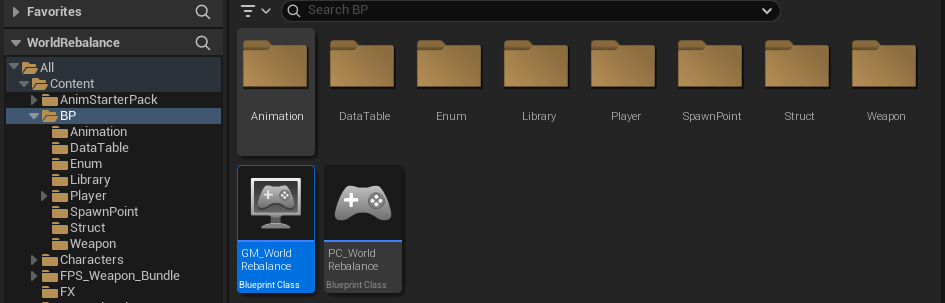 Favorites
Search BP
WorldRebalance
All
Content
AnimStarterPack
BP
Animation
DataTable
Enum
Library
Player
SpawnPoint
Struct
Weapon
Characters
FPS_Weapon_Bundle
FX
Animation
DataTable
Enum
Library
Player
SpawnPoint
Struct
Weapon
GM_World
Rebalance
Blueprint Class
PC_World
Rebalance
Blueprint Class